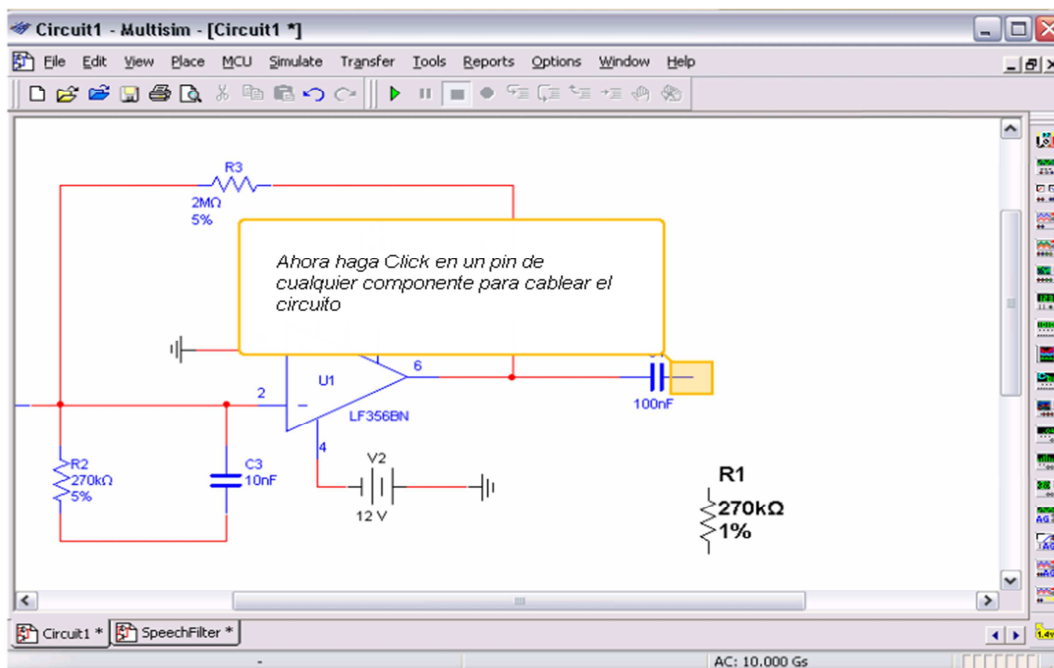 Circuit1 - Multisim - [Circuit1 *]
File Edit View Place MCU Simulate Transfer Tools Reports Options Window Help
R3
2MΩ
5%
Ahora haga Click en un pin de
cualquier componente para cablear el
circuito
6
U1
2
LF356BN
100nF
4
R2
270kΩ
5%
C3
10nF
V2
12 V
R1
270kΩ
1%
Circuit1 * SpeechFilter *
- AC: 10.000 Gs